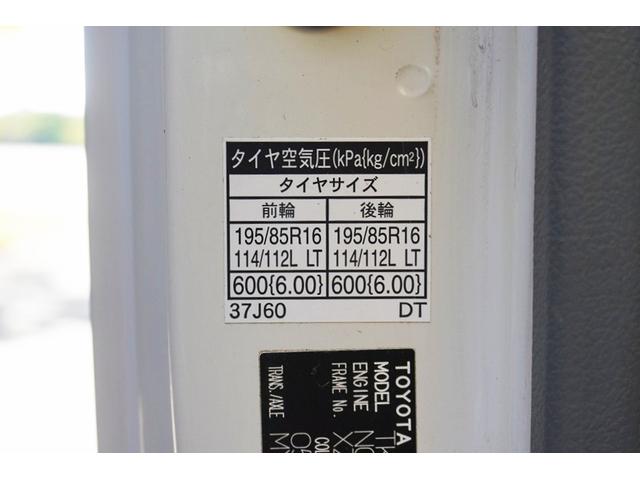 タイヤ空気圧(kPa{kg/cm²})
タイヤサイズ
前輪 後輪
195/85R16 195/85R16
114/112L LT 114/112L LT
600{6.00} 600{6.00}
37J60 DT
TOYOTA
MODEL
ENGINE
FRAME No.
TRANS./AXLE